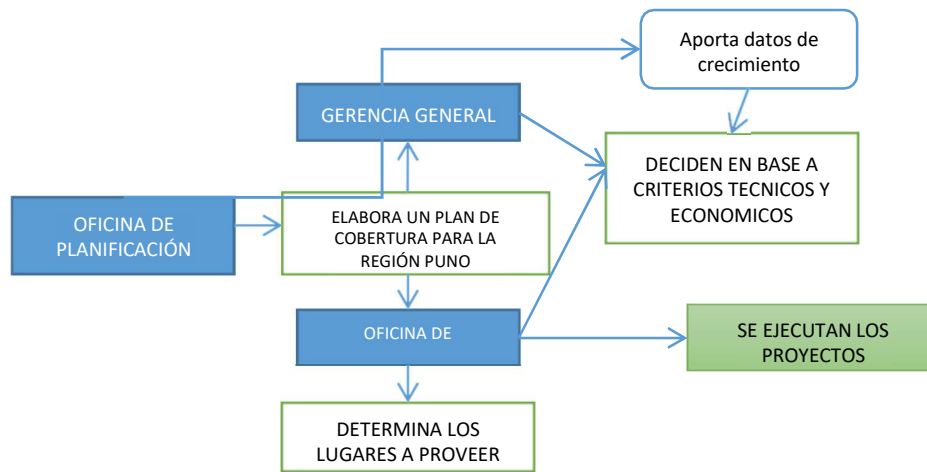 Aporta datos de
crecimiento
GERENCIA GENERAL
DECIDEN EN BASE A
CRITERIOS TECNICOS Y
ECONOMICOS
OFICINA DE
PLANIFICACIÓN
ELABORA UN PLAN DE
COBERTURA PARA LA
REGIÓN PUNO
OFICINA DE
SE EJECUTAN LOS
PROYECTOS
DETERMINA LOS
LUGARES A PROVEER